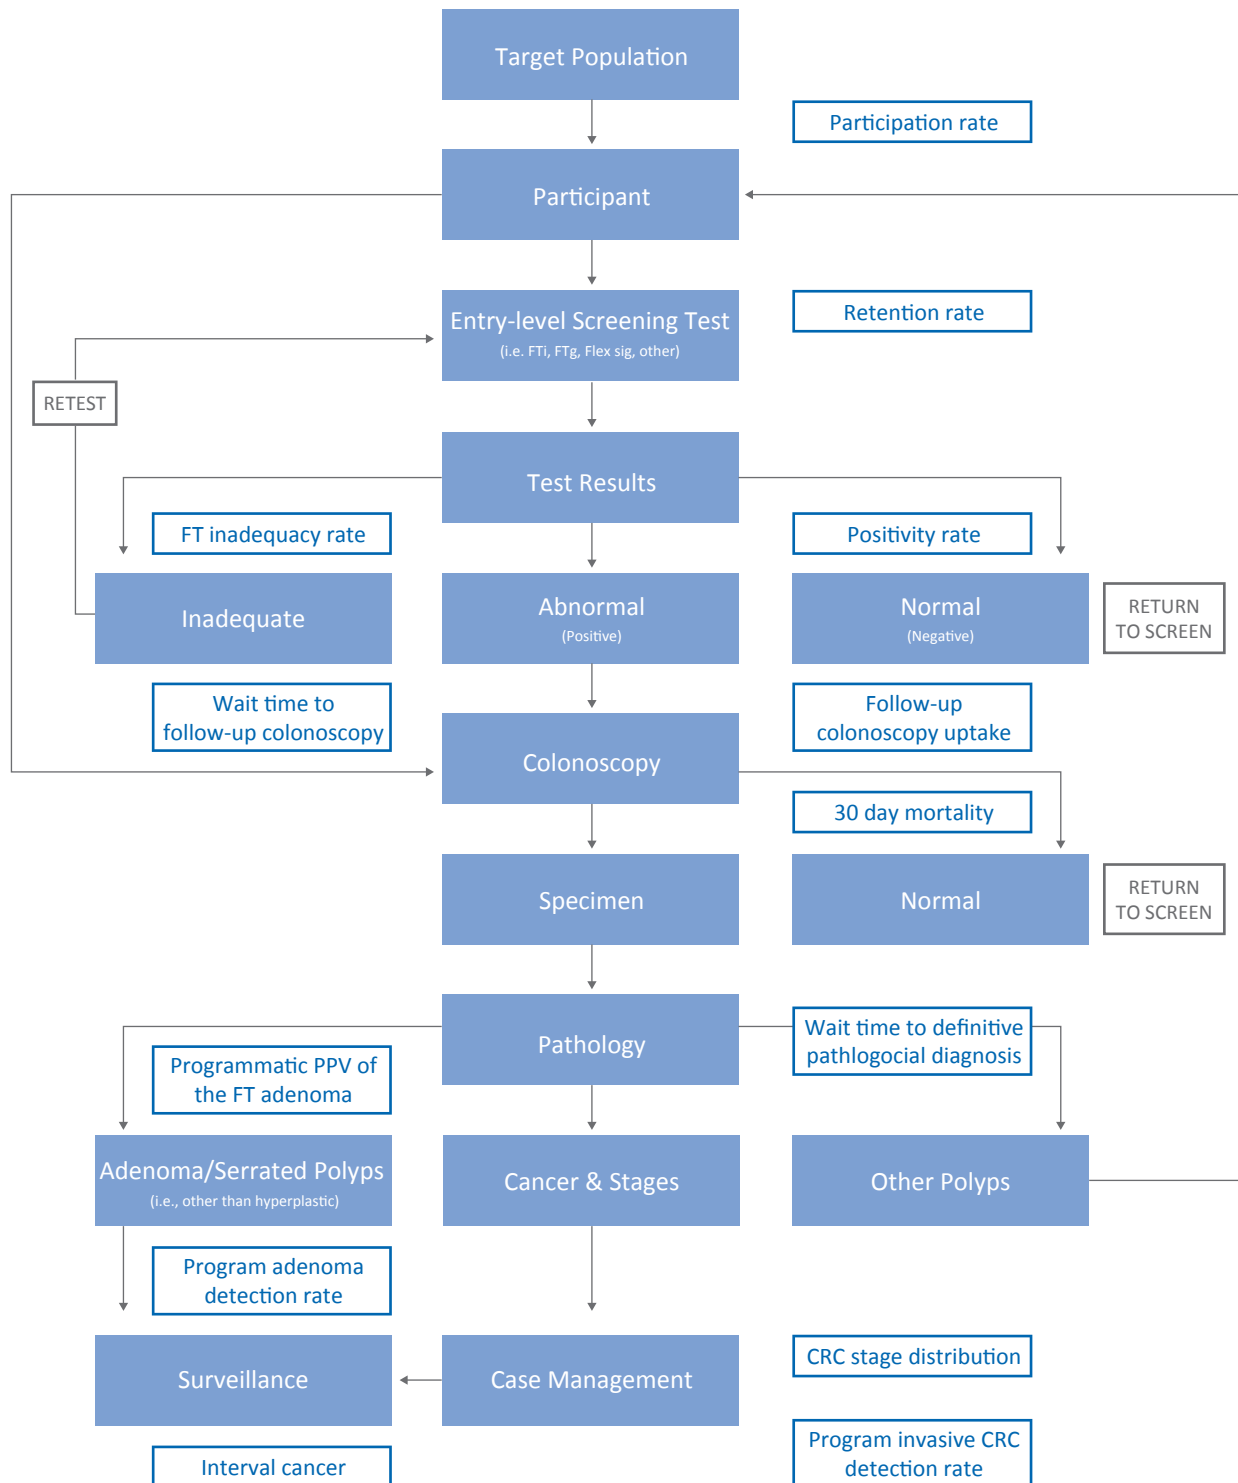 Target Population
Participation rate
Participant
Entry-level Screening Test
(i.e. FTi, FTg, Flex sig, other)
Retention rate
RETEST
Test Results
FT inadequacy rate
Positivity rate
Inadequate
Abnormal
(Positive)
Normal
(Negative)
RETURN
TO SCREEN
Wait time to
follow-up colonoscopy
Follow-up
colonoscopy uptake
Colonoscopy
30 day mortality
Specimen
Normal
RETURN
TO SCREEN
Pathology
Wait time to definitive
pathlogocial diagnosis
Programmatic PPV of
the FT adenoma
Adenoma/Serrated Polyps
(i.e., other than hyperplastic)
Cancer & Stages
Other Polyps
Program adenoma
detection rate
Surveillance
Case Management
CRC stage distribution
Interval cancer
Program invasive CRC
detection rate